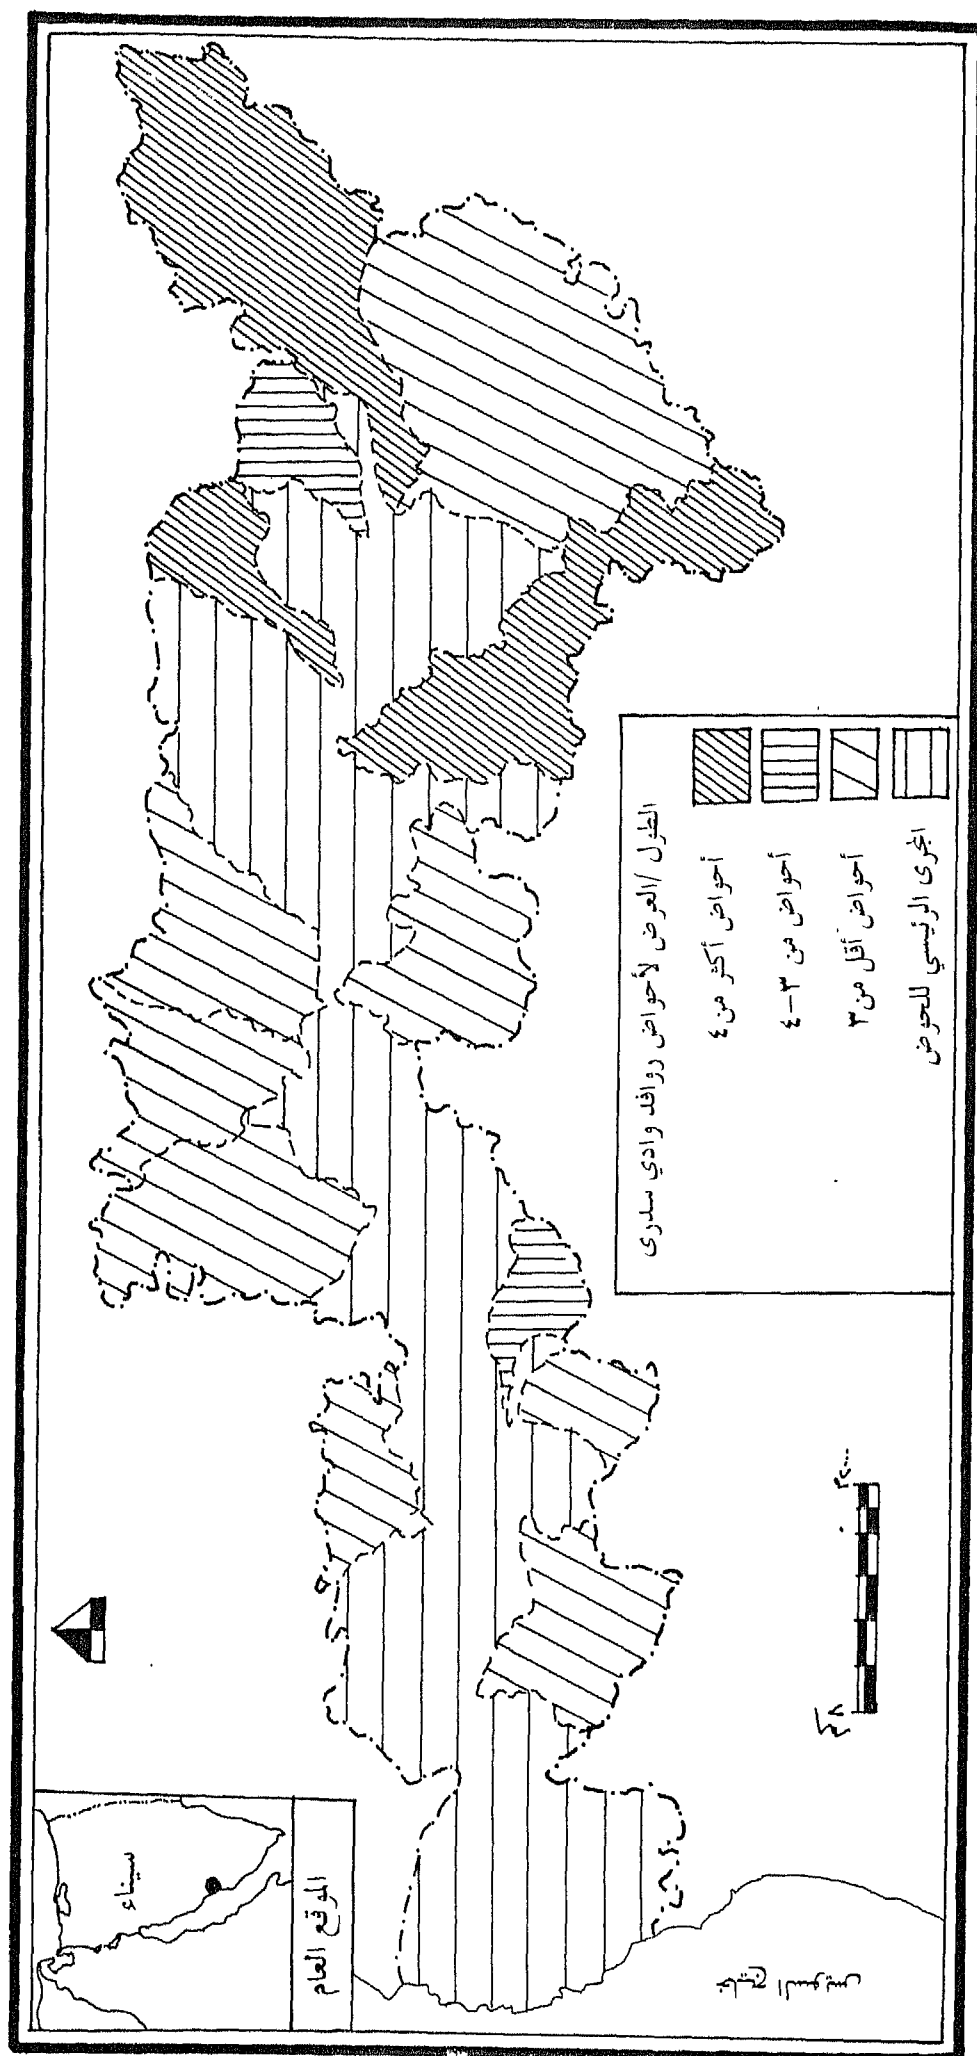 الطول / العرض لأحواض روافد وادي سدرى
أحواض أكثر من ٤
أحواض من ٣-٤
أحواض أقل من ٣
المجرى الرئيسي للحوض
سيناء
الموقع العام
خليج السويس